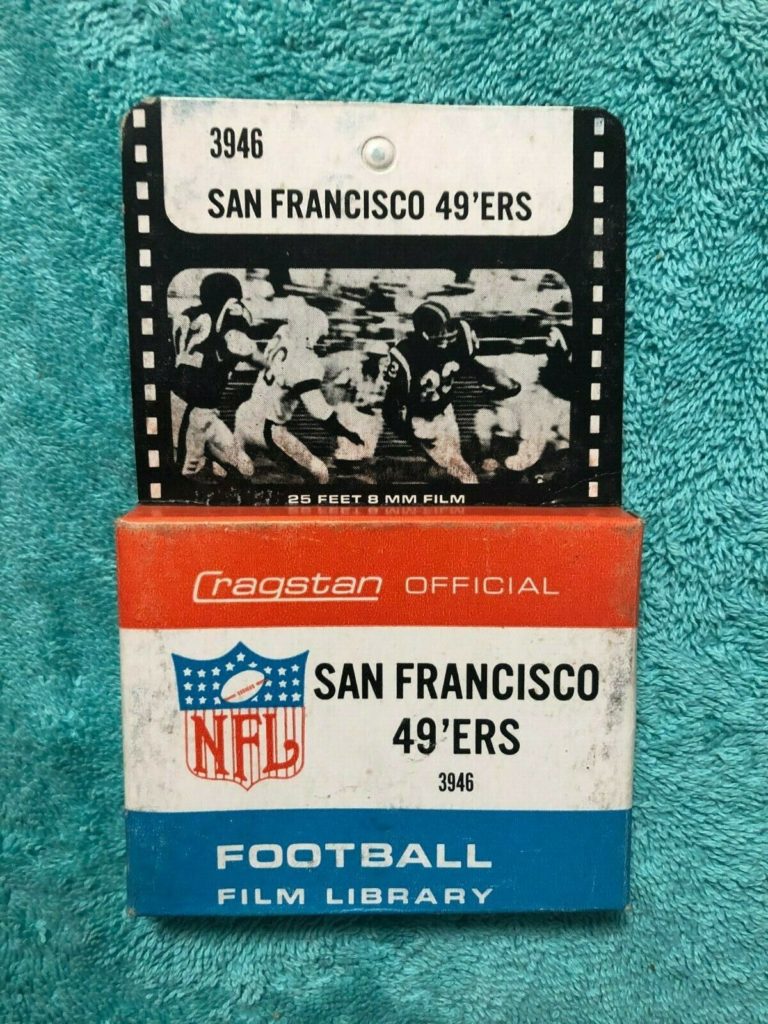 3946
SAN FRANCISCO 49'ERS
32
25 FEET 8 MM FILM
Cragstan OFFICIAL
NFL
SAN FRANCISCO
49'ERS
3946
FOOTBALL
FILM LIBRARY